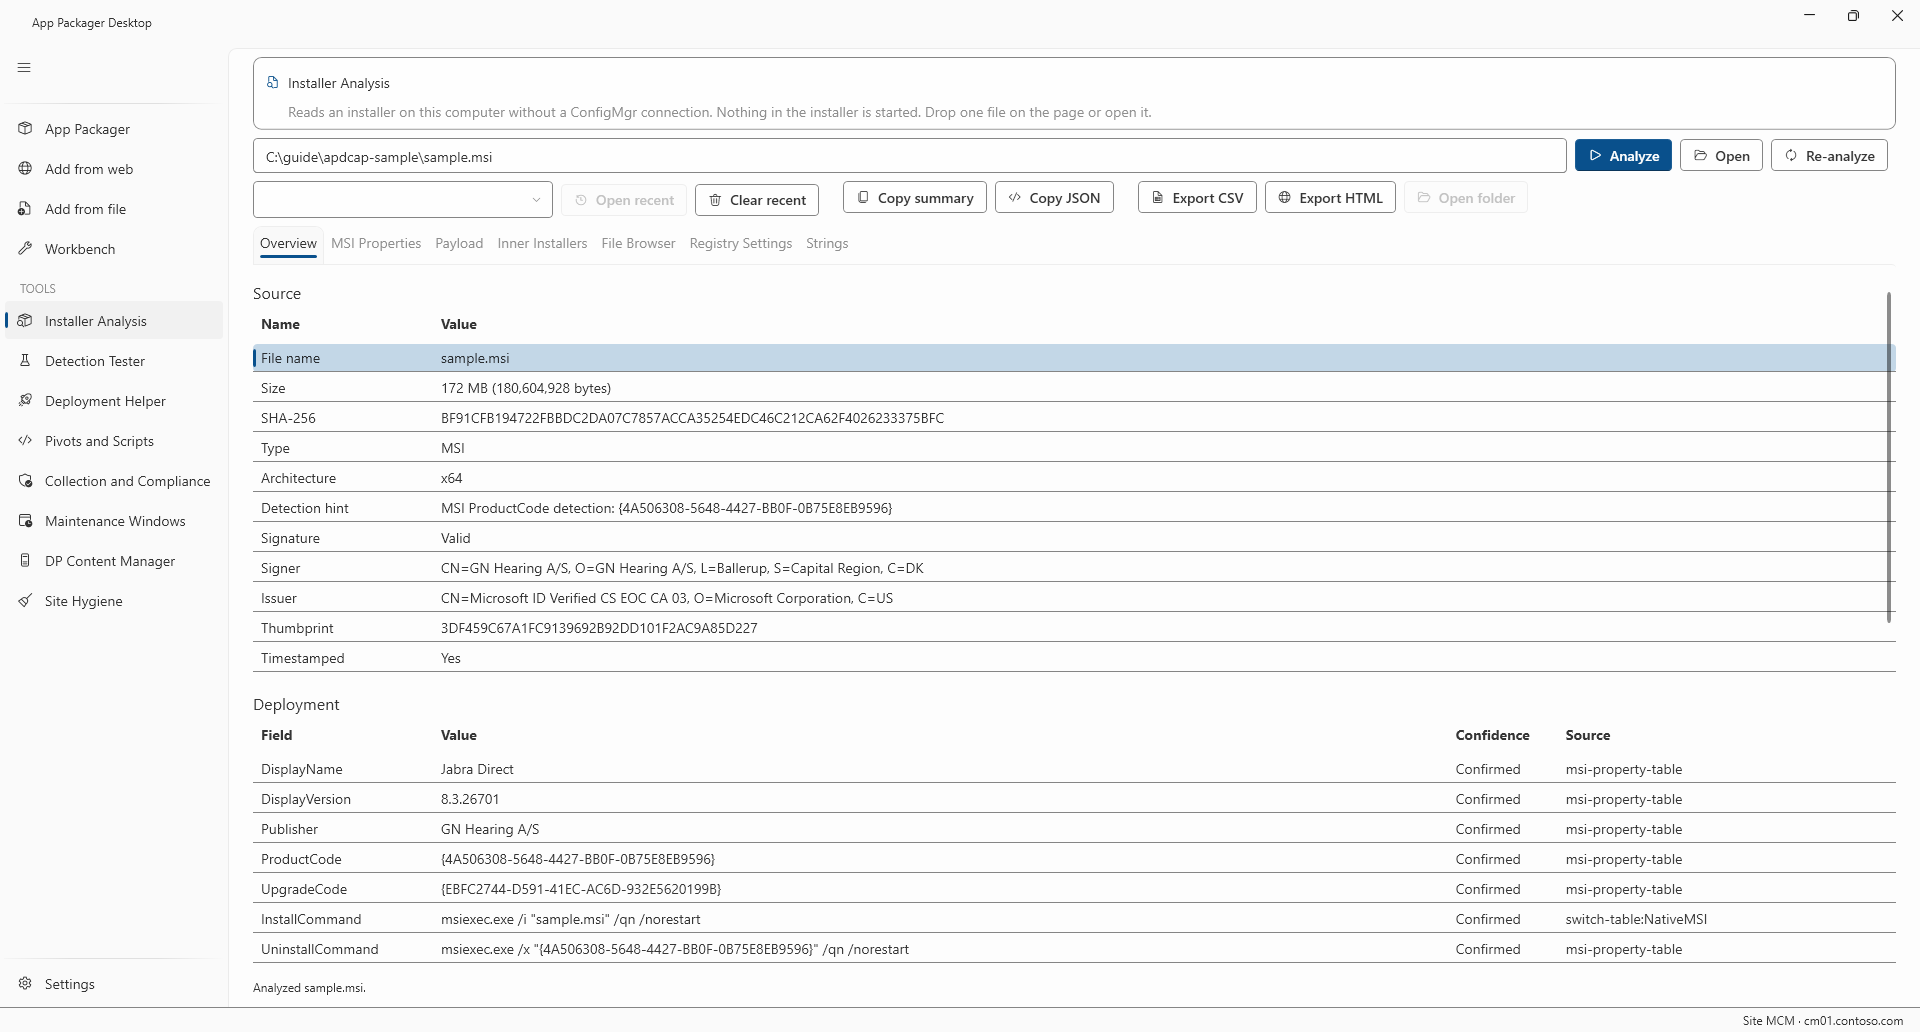 App Packager Desktop
Installer Analysis
Reads an installer on this computer without a ConfigMgr connection. Nothing in the installer is started. Drop one file on the page or open it.
App Packager
Add from web
Add from file
Workbench
TOOLS
Installer Analysis
Detection Tester
Deployment Helper
Pivots and Scripts
Collection and Compliance
Maintenance Windows
DP Content Manager
Site Hygiene
Settings
C:\guide\apdcap-sample\sample.msi
Analyze Open Re-analyze
Open recent Clear recent Copy summary Copy JSON Export CSV Export HTML Open folder
Overview MSI Properties Payload Inner Installers File Browser Registry Settings Strings
Source
Name Value
File name sample.msi
Size 172 MB (180,604,928 bytes)
SHA-256 BF91CFB194722FBBDC2DA07C7857ACCA35254EDC46C212CA62F4026233375BFC
Type MSI
Architecture x64
Detection hint MSI ProductCode detection: {4A506308-5648-4427-BB0F-0B75E8EB9596}
Signature Valid
Signer CN=GN Hearing A/S, O=GN Hearing A/S, L=Ballerup, S=Capital Region, C=DK
Issuer CN=Microsoft ID Verified CS EOC CA 03, O=Microsoft Corporation, C=US
Thumbprint 3DF459C67A1FC9139692B92DD101F2AC9A85D227
Timestamped Yes
Deployment
Field Value Confidence Source
DisplayName Jabra Direct Confirmed msi-property-table
DisplayVersion 8.3.26701 Confirmed msi-property-table
Publisher GN Hearing A/S Confirmed msi-property-table
ProductCode {4A506308-5648-4427-BB0F-0B75E8EB9596} Confirmed msi-property-table
UpgradeCode {EBFC2744-D591-41EC-AC6D-932E5620199B} Confirmed msi-property-table
InstallCommand msiexec.exe /i "sample.msi" /qn /norestart Confirmed switch-table:NativeMSI
UninstallCommand msiexec.exe /x "{4A506308-5648-4427-BB0F-0B75E8EB9596}" /qn /norestart Confirmed msi-property-table
Analyzed sample.msi.
Site MCM · cm01.contoso.com